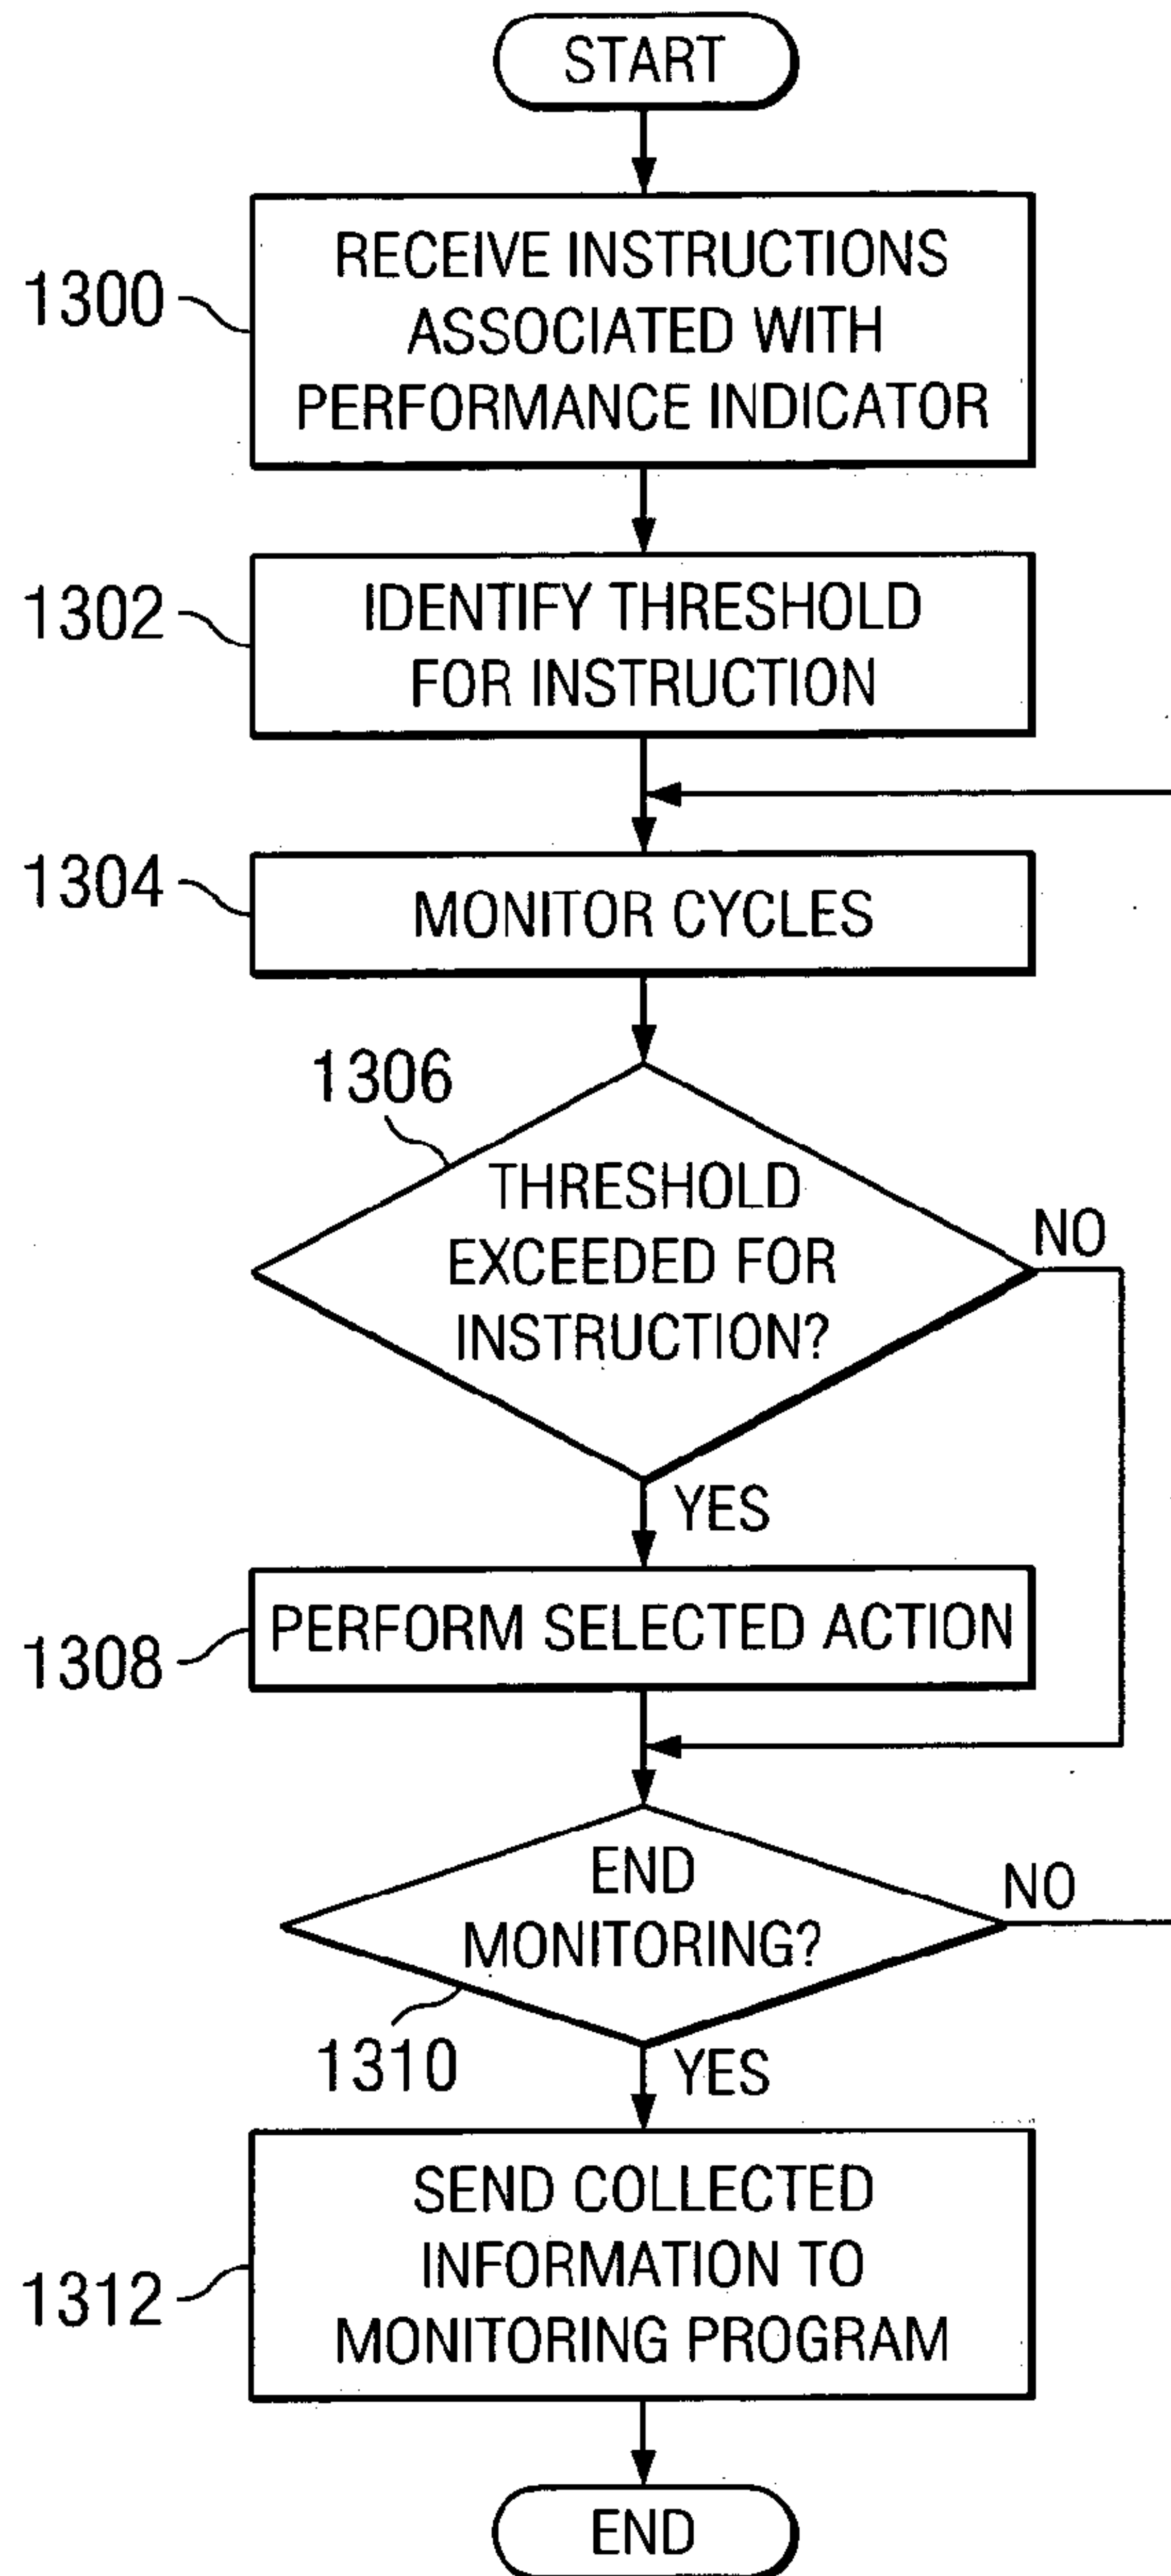 START
1300
RECEIVE INSTRUCTIONS
ASSOCIATED WITH
PERFORMANCE INDICATOR
1302
IDENTIFY THRESHOLD
FOR INSTRUCTION
1304
MONITOR CYCLES
1306
THRESHOLD
EXCEEDED FOR
INSTRUCTION?
NO
YES
1308
PERFORM SELECTED ACTION
END
MONITORING?
NO
1310
YES
1312
SEND COLLECTED
INFORMATION TO
MONITORING PROGRAM
END